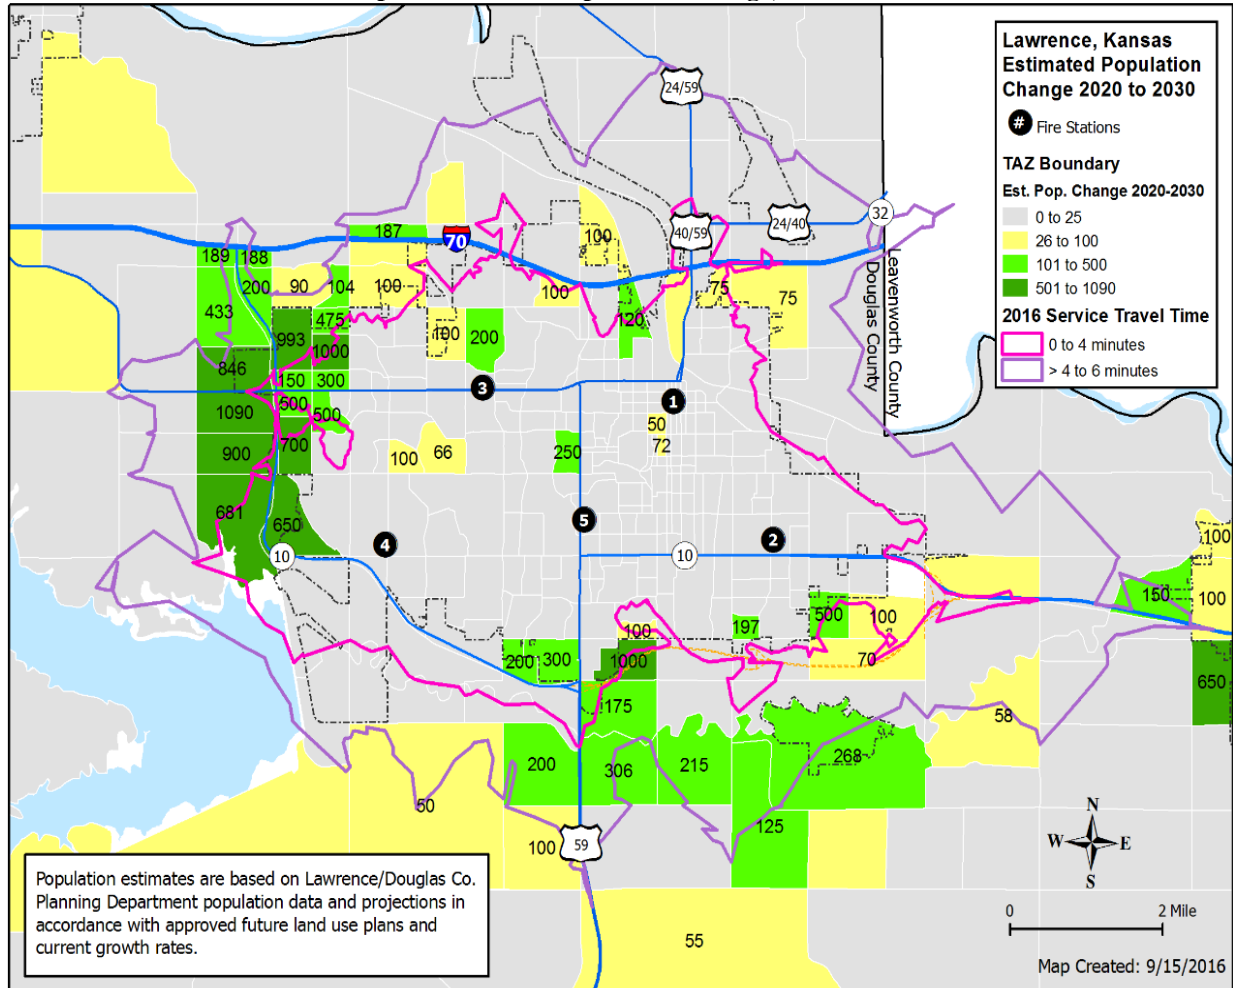 Lawrence, Kansas
Estimated Population
Change 2020 to 2030
# Fire Stations
TAZ Boundary
Est. Pop. Change 2020-2030
0 to 25
26 to 100
101 to 500
501 to 1090
2016 Service Travel Time
0 to 4 minutes
> 4 to 6 minutes
24/59
32
24/40
40/59
187
100
70
189
188
200
90
104
100
100
75
75
433
475
120
993
100
200
1000
846
150
300
3
1
1090
500
500
50
700
100
66
250
72
900
681
650
5
4
2
10
10
100
150
100
500
100
197
100
200
300
1000
70
650
175
58
200
306
215
268
50
125
100
59
55
Leavenworth County
Douglas County
N
W
E
S
0
2 Mile
Population estimates are based on Lawrence/Douglas Co.
Planning Department population data and projections in
accordance with approved future land use plans and
current growth rates.
Map Created: 9/15/2016